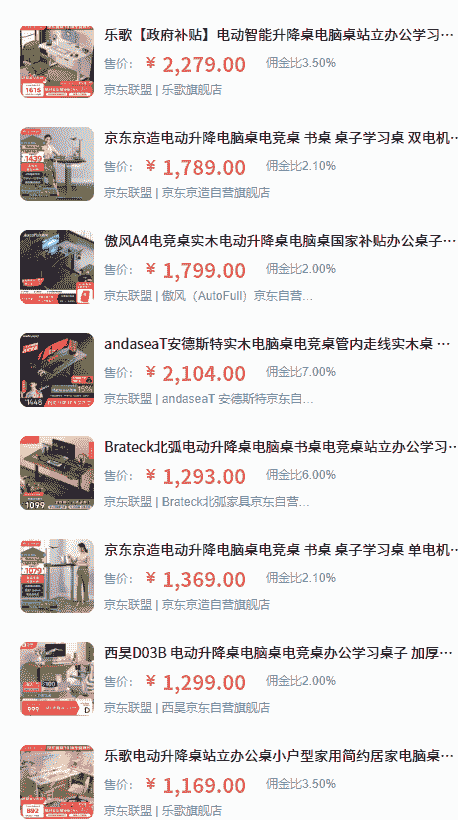 乐歌【政府补贴】电动智能升降桌电脑桌站立办公学习…
售价: ¥ 2,279.00 佣金比3.50%
京东联盟 | 乐歌旗舰店
京东京造电动升降电脑桌电竞桌 书桌 桌子学习桌 双电机…
1439
售价: ¥ 1,789.00 佣金比2.10%
京东联盟 | 京东京造自营旗舰店
傲风A4电竞桌实木电动升降桌电脑桌国家补贴办公桌子…
售价: ¥ 1,799.00 佣金比2.00%
京东联盟 | 傲风（AutoFull）京东自营…
andaseaT安德斯特实木电脑桌电竞桌管内走线实木桌 …
售价: ¥ 2,104.00 佣金比7.00%
15%
1448
京东联盟 | andaseaT 安德斯特京东自…
Brateck北弧电动升降桌电脑桌书桌电竞桌站立办公学习…
售价: ¥ 1,293.00 佣金比6.00%
1099
京东联盟 | Brateck北弧家具京东自营…
京东京造电动升降电脑桌电竞桌 书桌 桌子学习桌 单电机…
1079
售价: ¥ 1,369.00 佣金比2.10%
京东联盟 | 京东京造自营旗舰店
西昊D03B 电动升降桌电脑桌电竞桌办公学习桌子 加厚…
售价: ¥ 1,299.00 佣金比2.00%
999
京东联盟 | 西昊京东自营旗舰店
乐歌电动升降桌站立办公桌小户型家用简约居家电脑桌…
售价: ¥ 1,169.00 佣金比3.50%
892
京东联盟 | 乐歌旗舰店